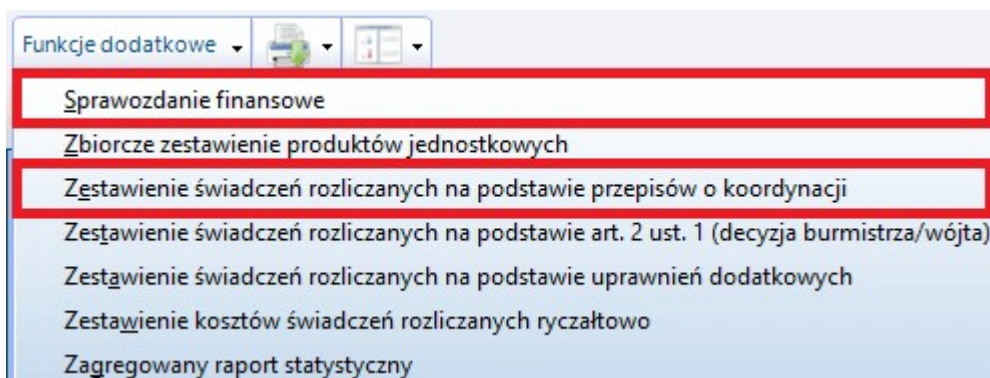 Funkcje dodatkowe
Sprawozdanie finansowe
Zbiorcze zestawienie produktów jednostkowych
Zestawienie świadczeń rozliczanych na podstawie przepisów o koordynacji
Zestawienie świadczeń rozliczanych na podstawie art. 2 ust. 1 (decyzja burmistrza/wójta)
Zestawienie świadczeń rozliczanych na podstawie uprawnień dodatkowych
Zestawienie kosztów świadczeń rozliczanych ryczałtowo
Zagregowany raport statystyczny